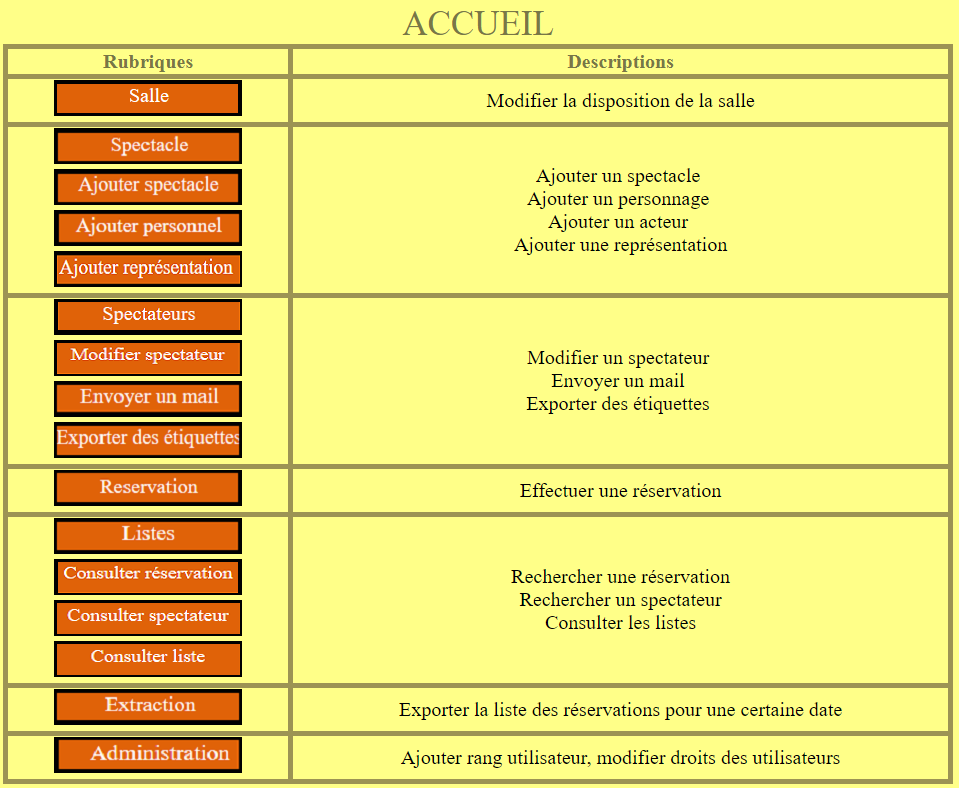 ACCUEIL
Rubriques
Descriptions
Salle
Modifier la disposition de la salle
Spectacle
Ajouter spectacle
Ajouter personnel
Ajouter représentation
Ajouter un spectacle
Ajouter un personnage
Ajouter un acteur
Ajouter une représentation
Spectateurs
Modifier spectateur
Envoyer un mail
Exporter des étiquettes
Modifier un spectateur
Envoyer un mail
Exporter des étiquettes
Reservation
Effectuer une réservation
Listes
Consulter réservation
Consulter spectateur
Consulter liste
Rechercher une réservation
Rechercher un spectateur
Consulter les listes
Extraction
Exporter la liste des réservations pour une certaine date
Administration
Ajouter rang utilisateur, modifier droits des utilisateurs